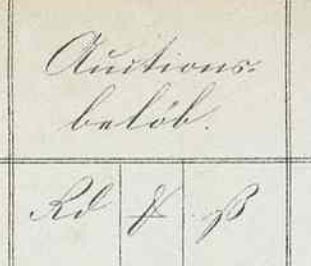 Auctions-
beløb.
Rd ₰ ß